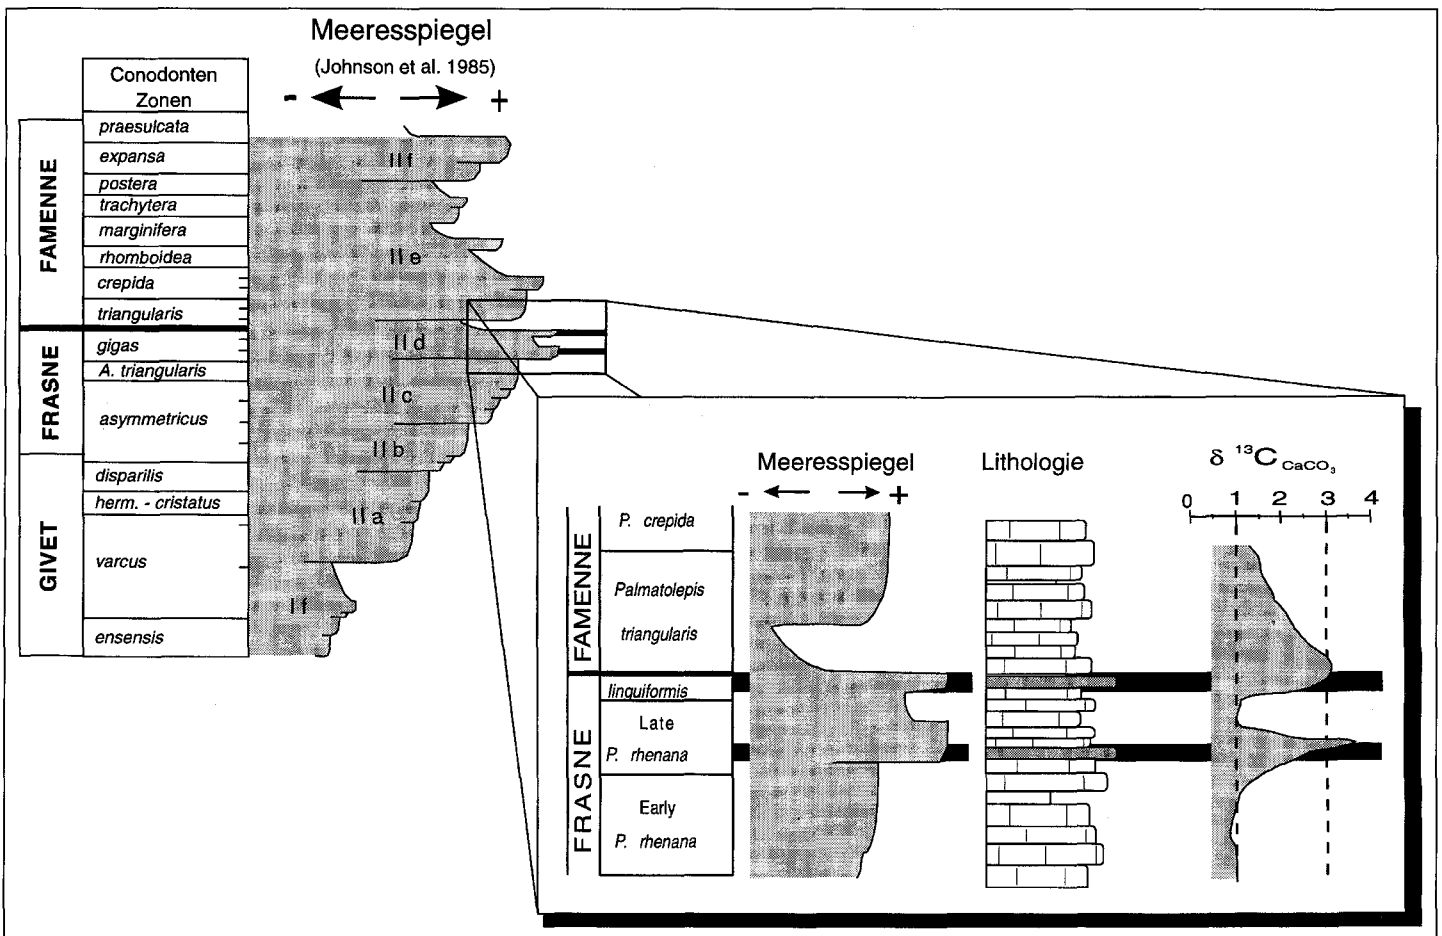 Meeresspiegel
(Johnson et al. 1985)
- +
Conodonten
Zonen
FAMENNE
praesulcata
expansa
postera
trachytera
marginifera
rhomboidea
crepida
triangularis
FRASNE
gigas
A. triangularis
asymmetricus
GIVET
disparilis
herm. - cristatus
varcus
ensensis
II f
II e
II d
II c
II b
II a
I f
Meeresspiegel
- +
Lithologie
δ ¹³C CaCO₃
0 1 2 3 4
FAMENNE
P. crepida
Palmatolepis
triangularis
FRASNE
linguiformis
Late
P. rhenana
Early
P. rhenana